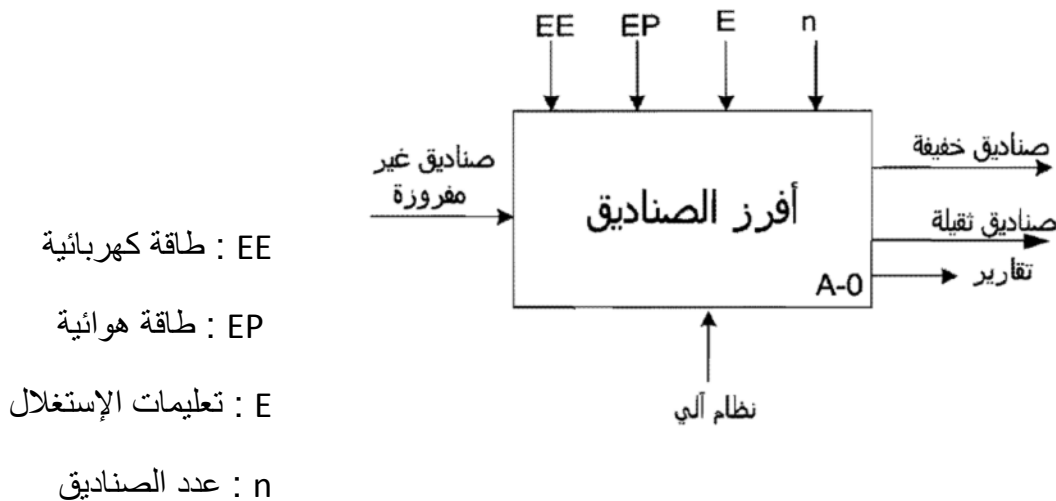 EE EP E n
صناديق غير
مفروزة
أفرز الصناديق
A-0
صناديق خفيفة
صناديق ثقيلة
تقارير
نظام آلي
EE : طاقة كهربائية
EP : طاقة هوائية
E : تعليمات الإستغلال
n : عدد الصناديق